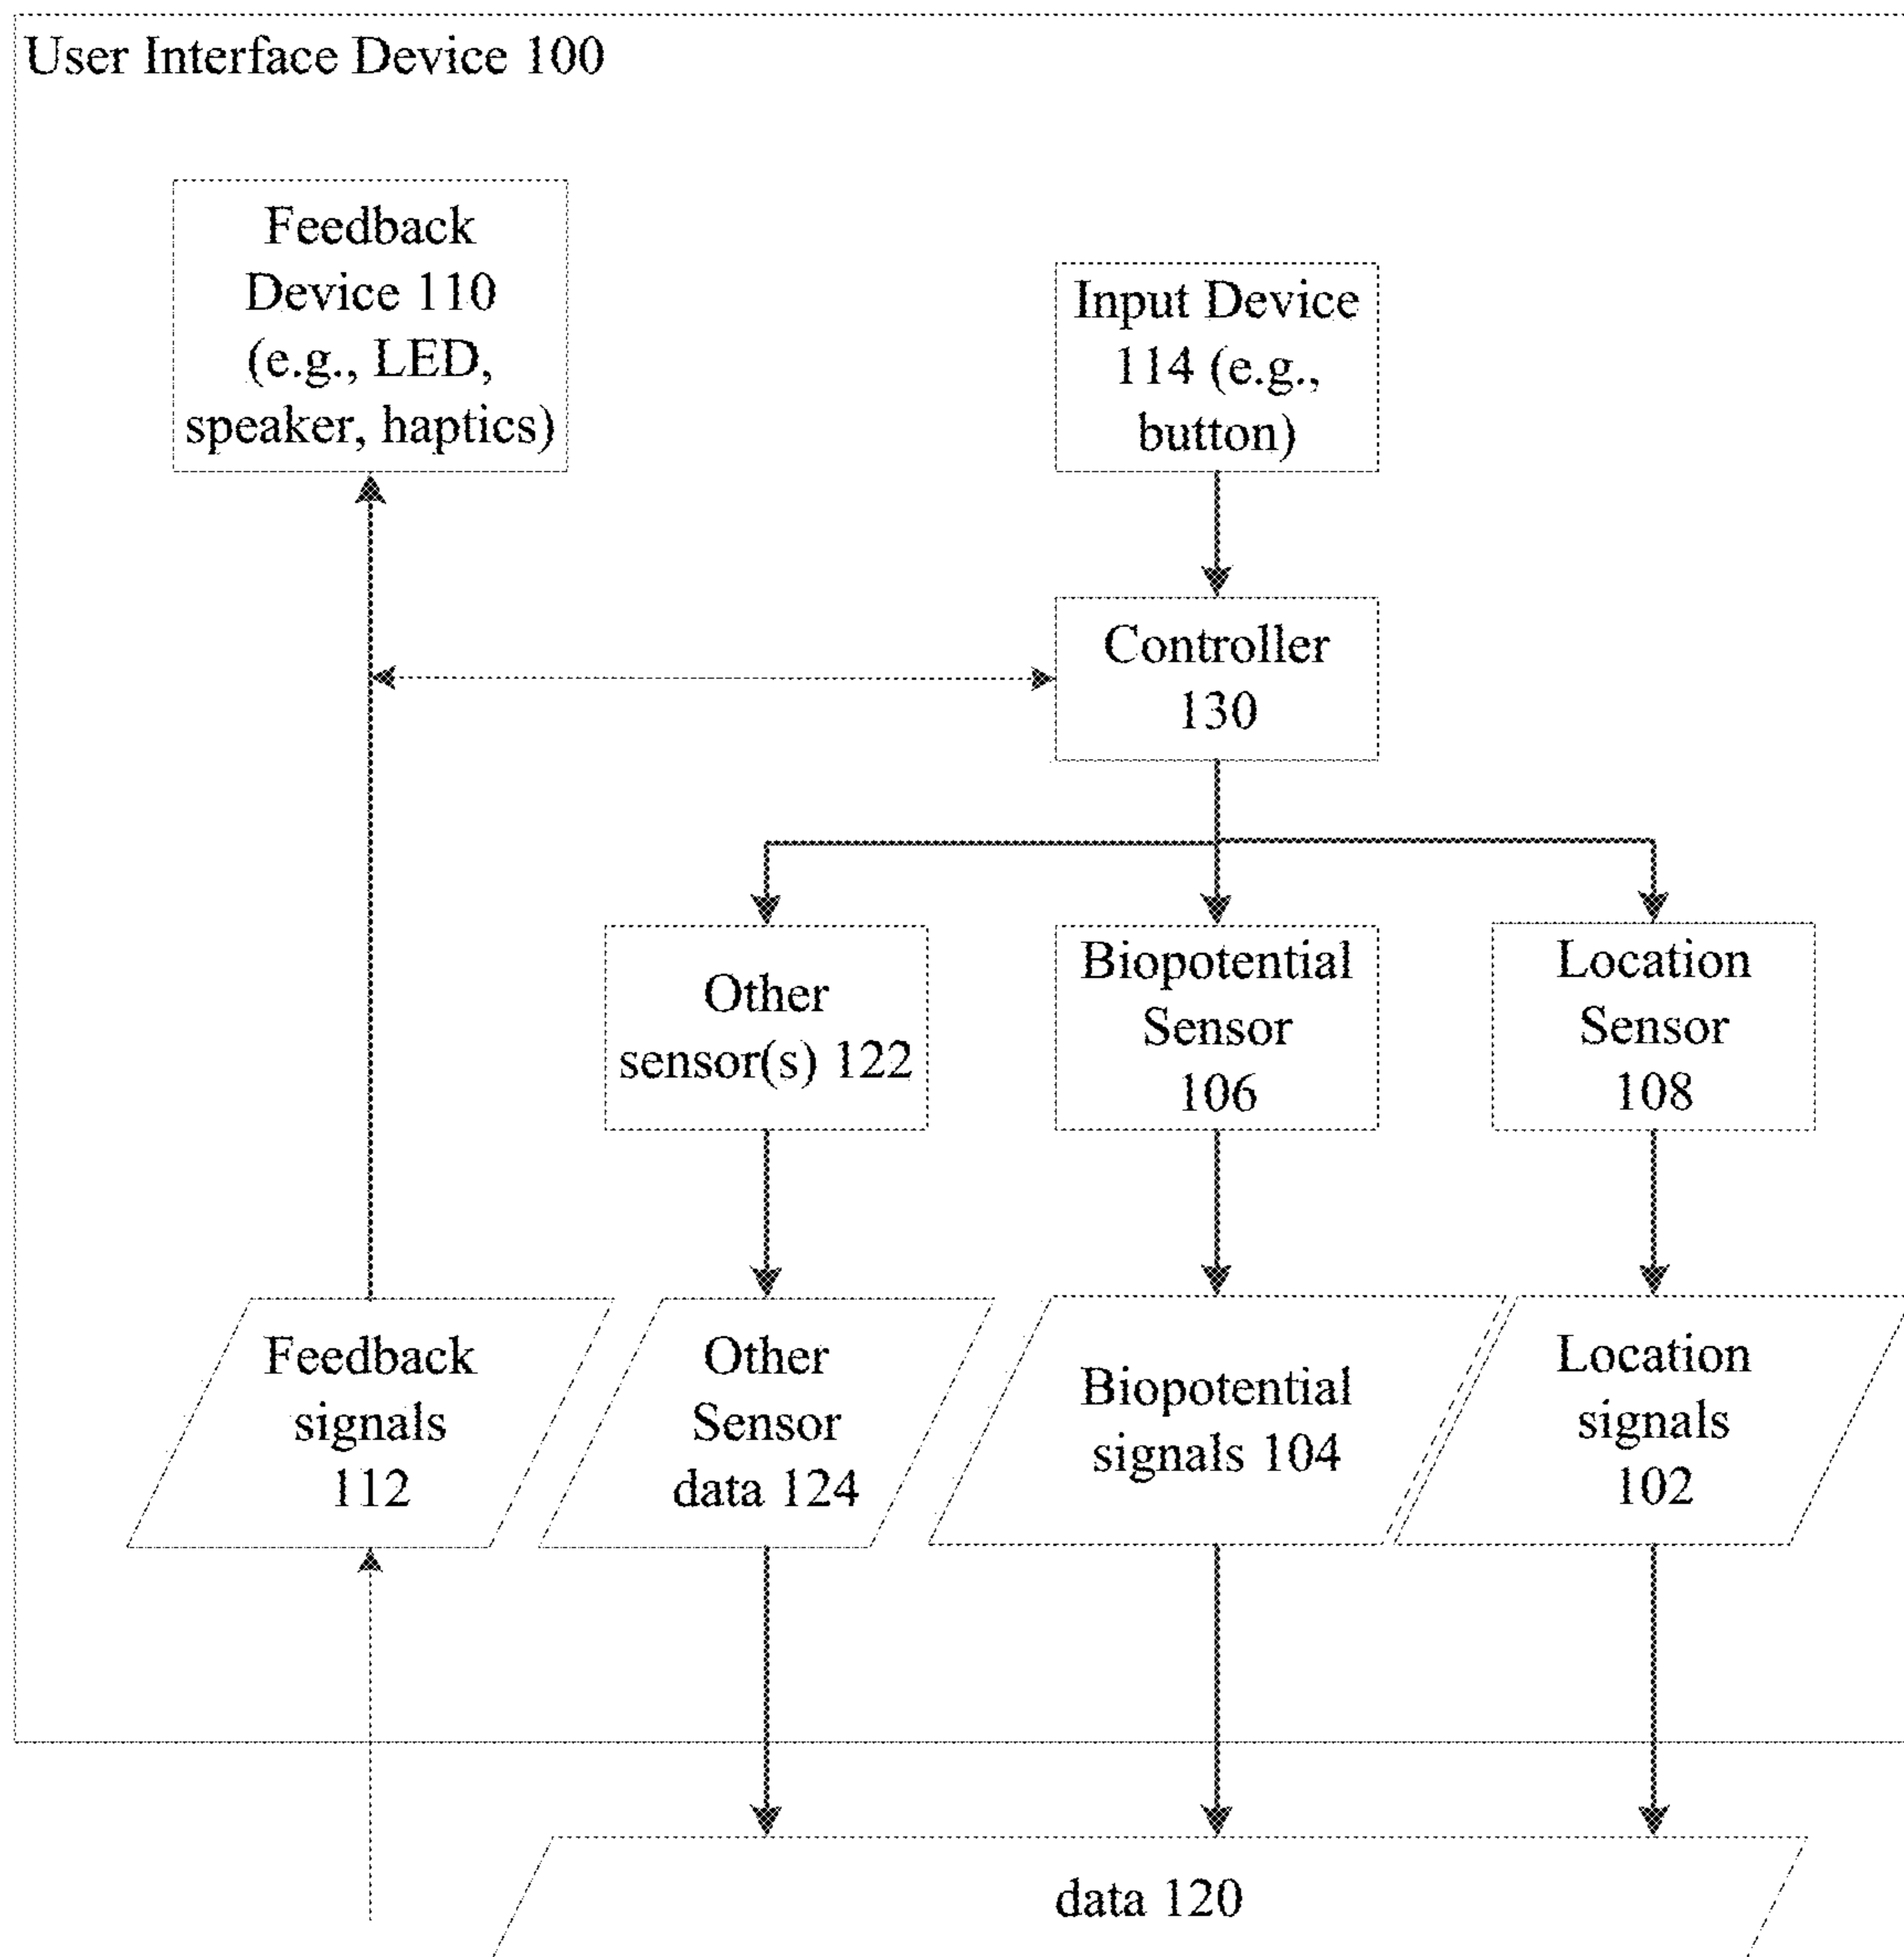 User Interface Device 100
Feedback
Device 110
(e.g., LED,
speaker, haptics)
Input Device
114 (e.g.,
button)
Controller
130
Other
sensor(s) 122
Biopotential
Sensor
106
Location
Sensor
108
Feedback
signals
112
Other
Sensor
data 124
Biopotential
signals 104
Location
signals
102
data 120